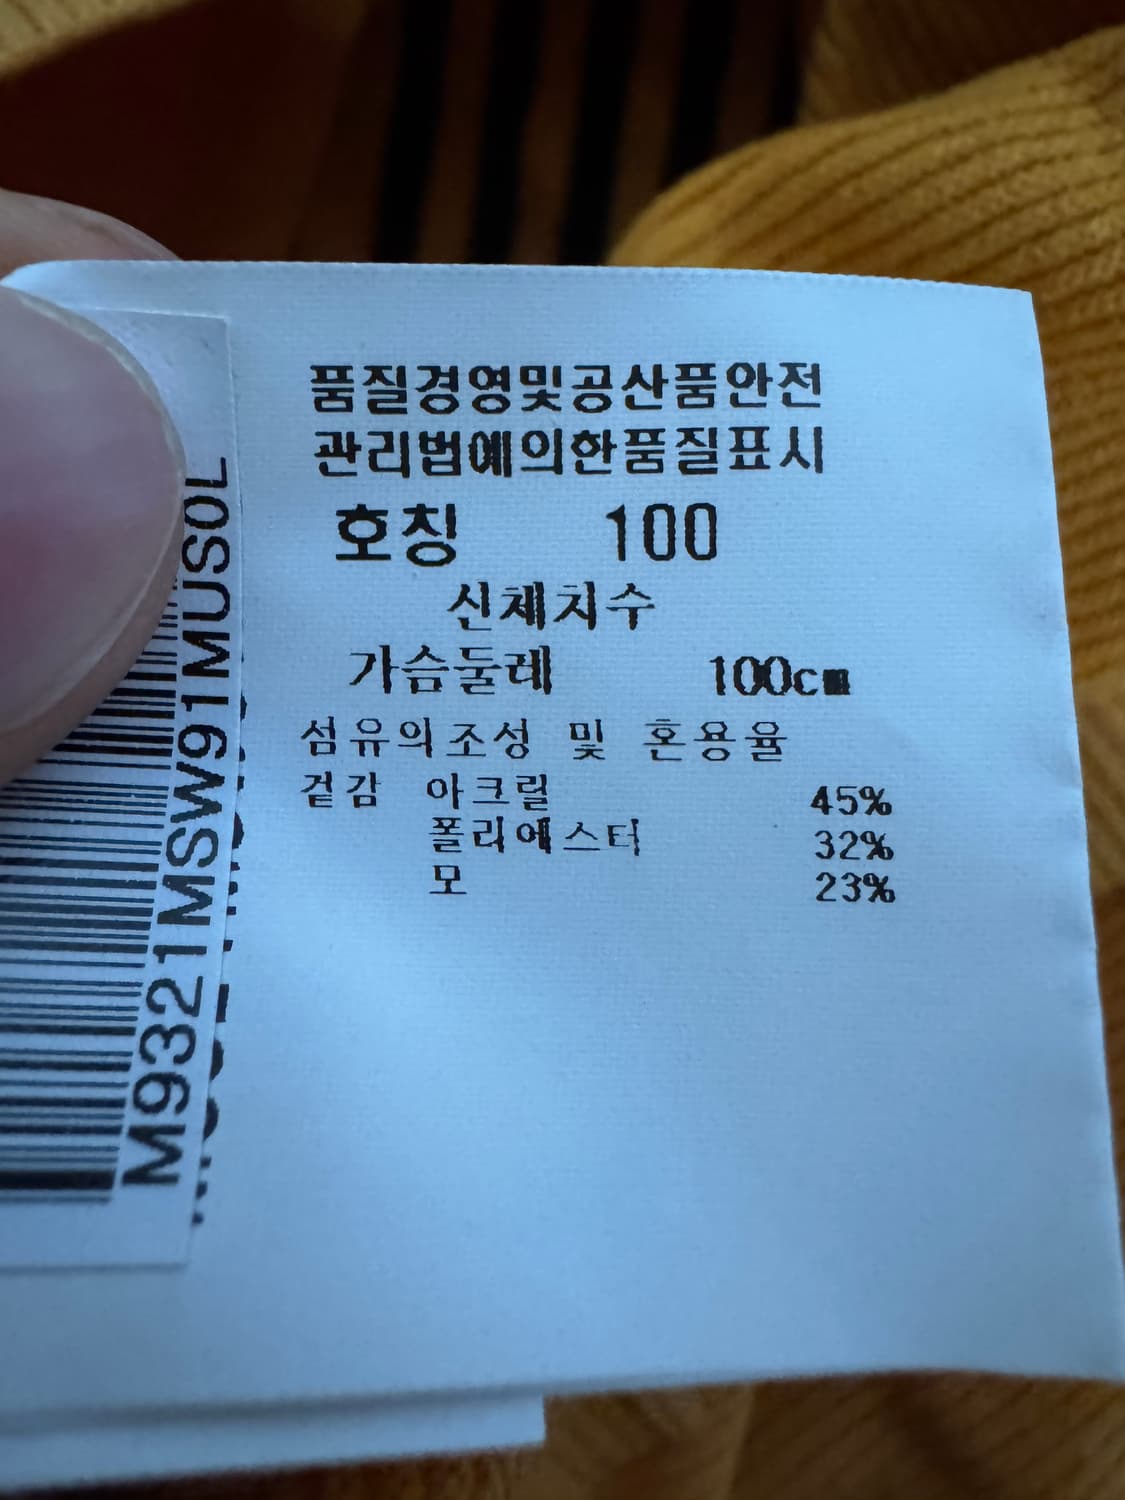 품질경영및공산품안전
관리법에의한품질표시
호칭 100
신체치수
가슴둘레 100cm
섬유의조성 및 혼용율
겉감 아크릴 45%
폴리에스터 32%
모 23%
M9321MSW91MUSOL